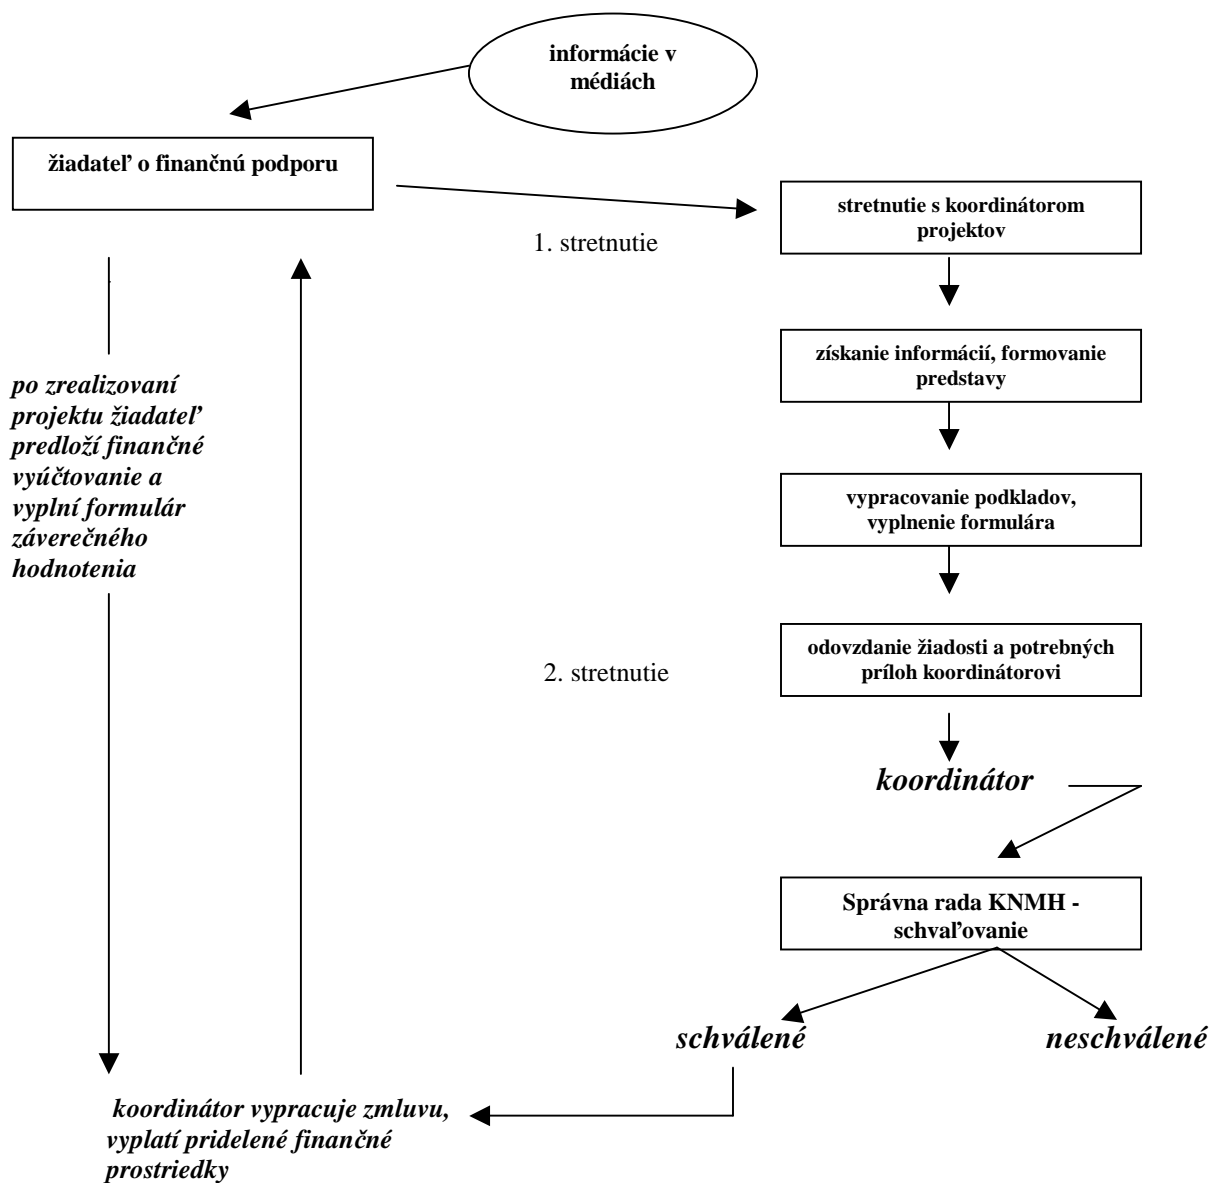 informácie v
médiách
žiadateľ o finančnú podporu
stretnutie s koordinátorom
projektov
1. stretnutie
získanie informácií, formovanie
predstavy
po zrealizovaní
projektu žiadateľ
predloží finančné
vyúčtovanie a
vyplní formulár
záverečného
hodnotenia
vypracovanie podkladov,
vyplnenie formulára
odovzdanie žiadosti a potrebných
príloh koordinátorovi
2. stretnutie
koordinátor
Správna rada KNMH -
schvaľovanie
schválené
neschválené
koordinátor vypracuje zmluvu,
vyplatí pridelené finančné
prostriedky